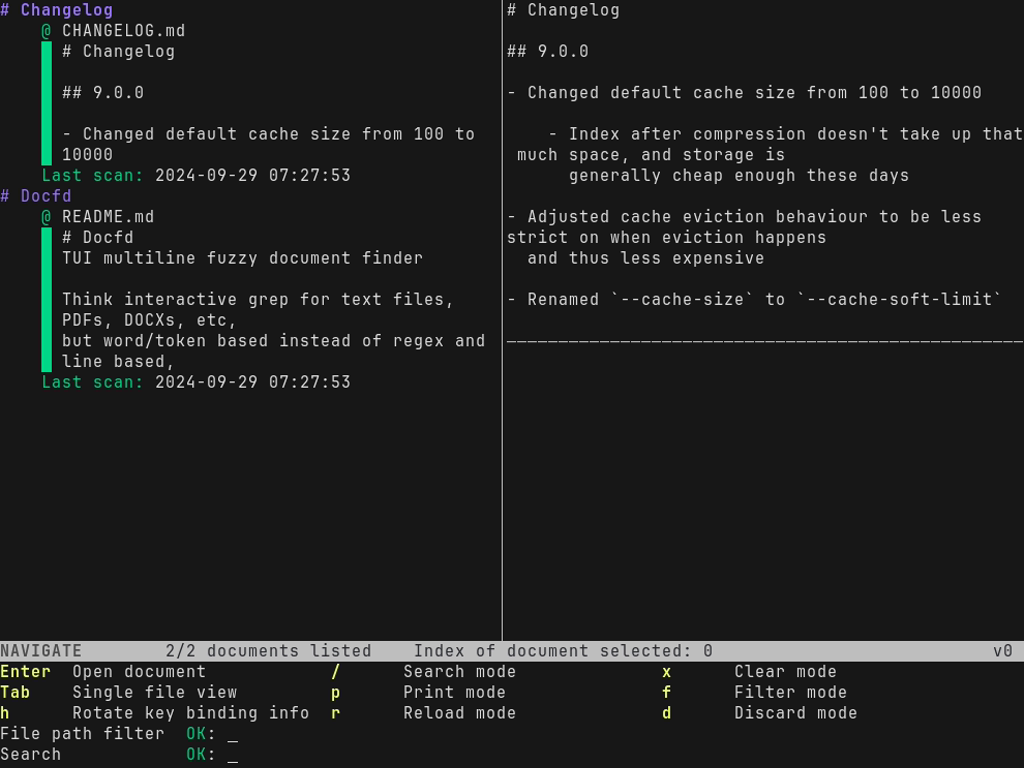 # Changelog
@ CHANGELOG.md
# Changelog
## 9.0.0
- Changed default cache size from 100 to
10000
Last scan: 2024-09-29 07:27:53
# Docfd
@ README.md
# Docfd
TUI multiline fuzzy document finder
Think interactive grep for text files,
PDFs, DOCXs, etc,
but word/token based instead of regex and
line based,
Last scan: 2024-09-29 07:27:53
# Changelog
## 9.0.0
- Changed default cache size from 100 to 10000
- Index after compression doesn't take up that
much space, and storage is
generally cheap enough these days
- Adjusted cache eviction behaviour to be less
strict on when eviction happens
and thus less expensive
- Renamed `--cache-size` to `--cache-soft-limit`
NAVIGATE 2/2 documents listed Index of document selected: 0 v0
Enter Open document / Search mode x Clear mode
Tab Single file view p Print mode f Filter mode
h Rotate key binding info r Reload mode d Discard mode
File path filter OK: _
Search OK: _